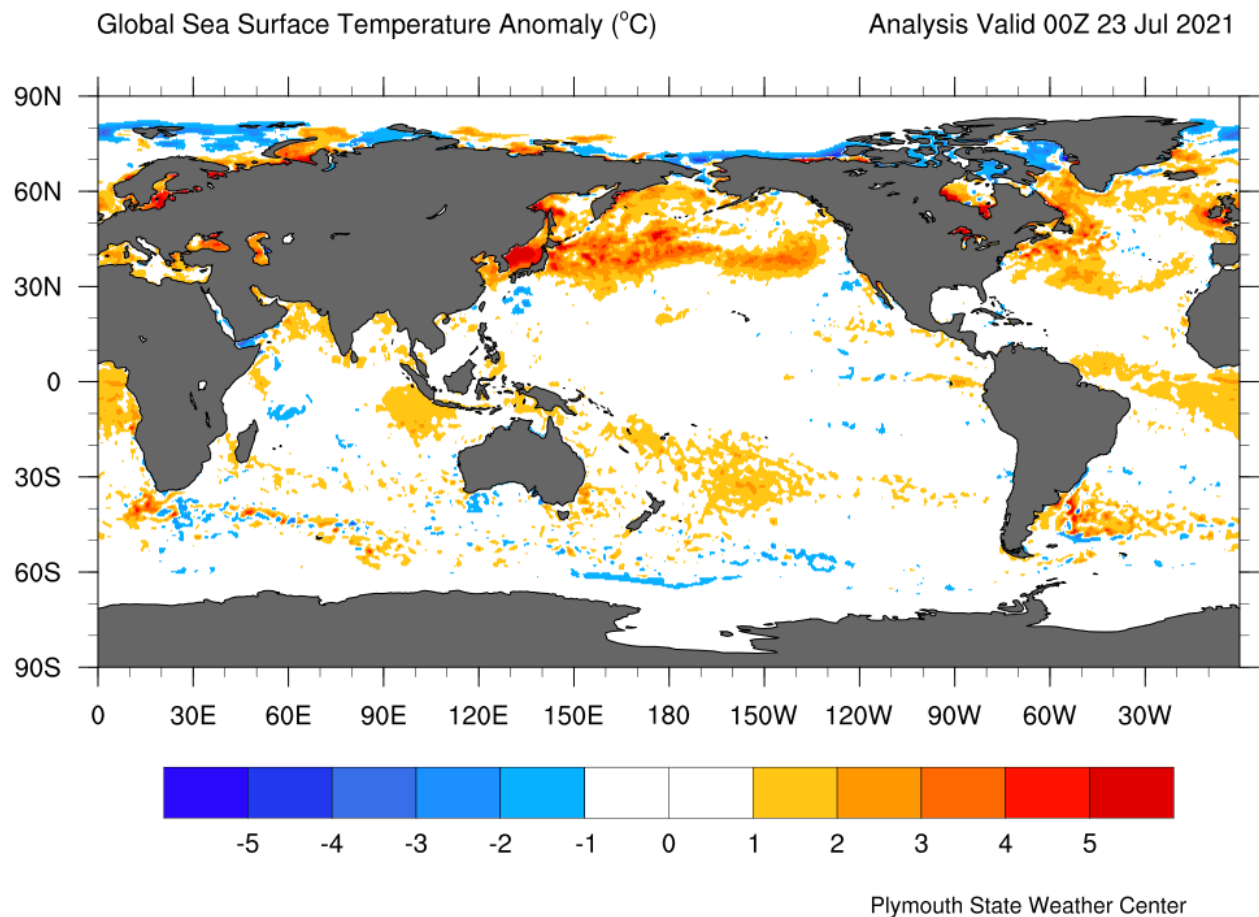 Global Sea Surface Temperature Anomaly (°C) Analysis Valid 00Z 23 Jul 2021
90N
60N
30N
0
30S
60S
90S
0 30E 60E 90E 120E 150E 180 150W 120W 90W 60W 30W
-5 -4 -3 -2 -1 0 1 2 3 4 5
Plymouth State Weather Center